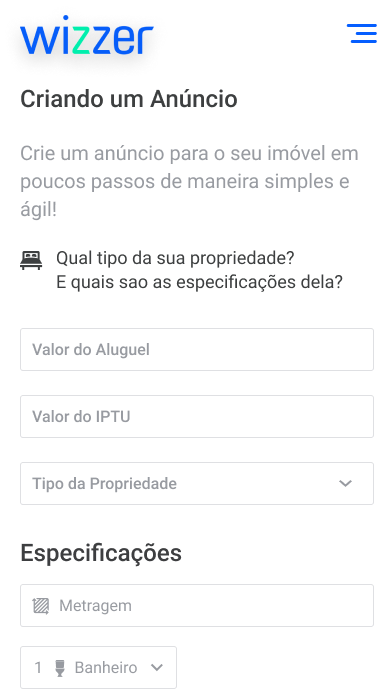 wizzer
Criando um Anúncio
Crie um anúncio para o seu imóvel em
poucos passos de maneira simples e
ágil!
Qual tipo da sua propriedade?
E quais sao as especificações dela?
Valor do Aluguel
Valor do IPTU
Tipo da Propriedade
Especificações
Metragem
1 Banheiro